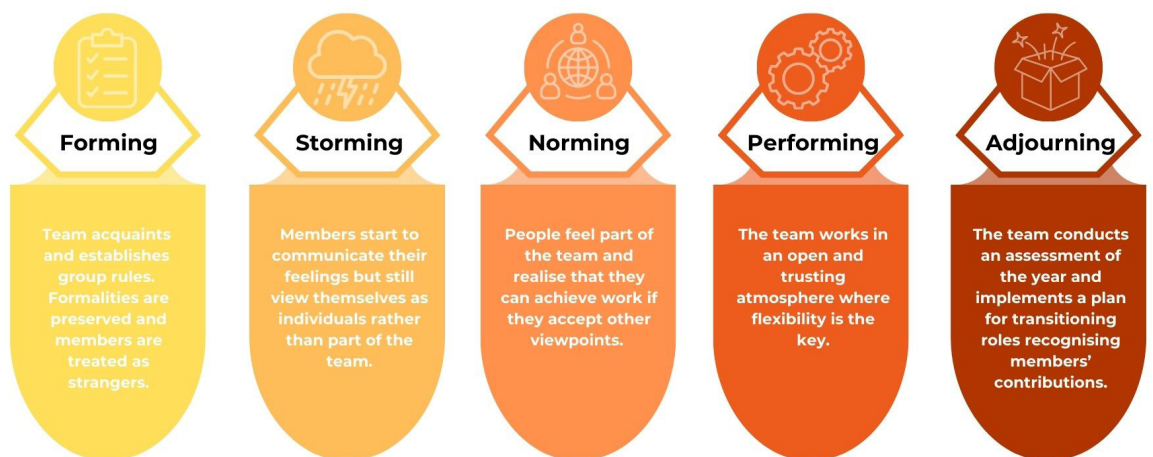 Forming
Team acquaints
and establishes
group rules.
Formalities are
preserved and
members are
treated as
strangers.
Storming
Members start to
communicate their
feelings but still
view themselves as
individuals rather
than part of the
team.
Norming
People feel part of
the team and
realise that they
can achieve work if
they accept other
viewpoints.
Performing
The team works in
an open and
trusting
atmosphere where
flexibility is the
key.
Adjourning
The team conducts
an assessment of
the year and
implements a plan
for transitioning
roles recognising
members’
contributions.